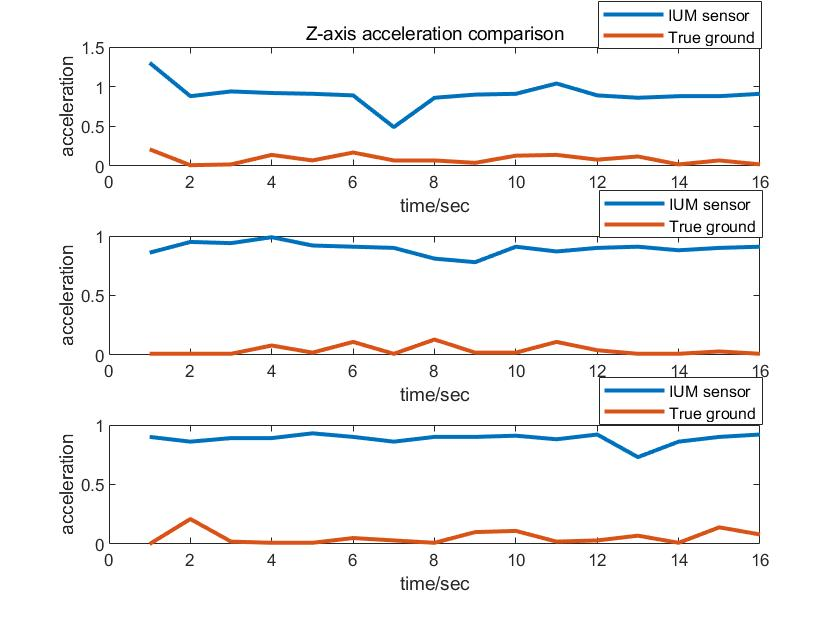 IUM sensor
True ground
Z-axis acceleration comparison
1.5
1
0.5
0
acceleration
0 2 4 6 8 10 12 14 16
time/sec
IUM sensor
True ground
1
0.5
0
acceleration
0 2 4 6 8 10 12 14 16
time/sec
IUM sensor
True ground
1
0.5
0
acceleration
0 2 4 6 8 10 12 14 16
time/sec